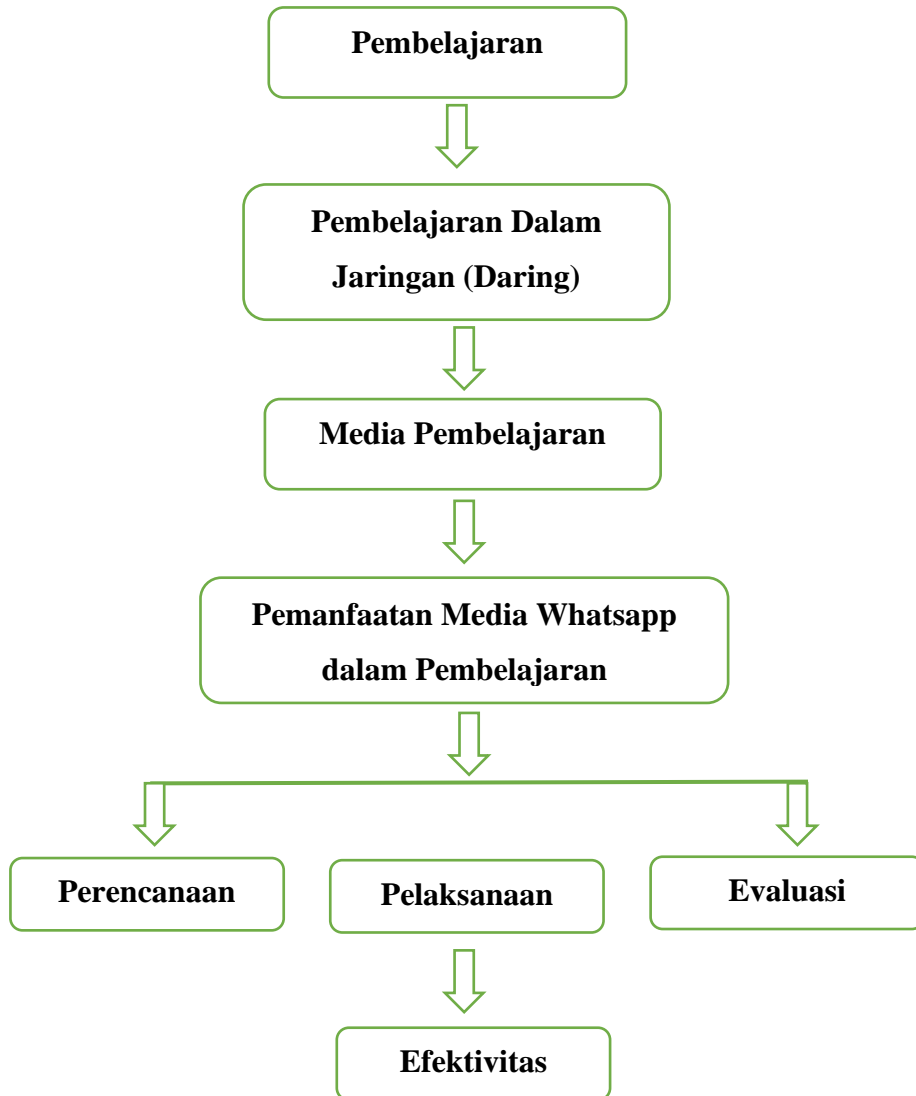 Pembelajaran
Pembelajaran Dalam
Jaringan (Daring)
Media Pembelajaran
Pemanfaatan Media Whatsapp
dalam Pembelajaran
Perencanaan
Pelaksanaan
Evaluasi
Efektivitas